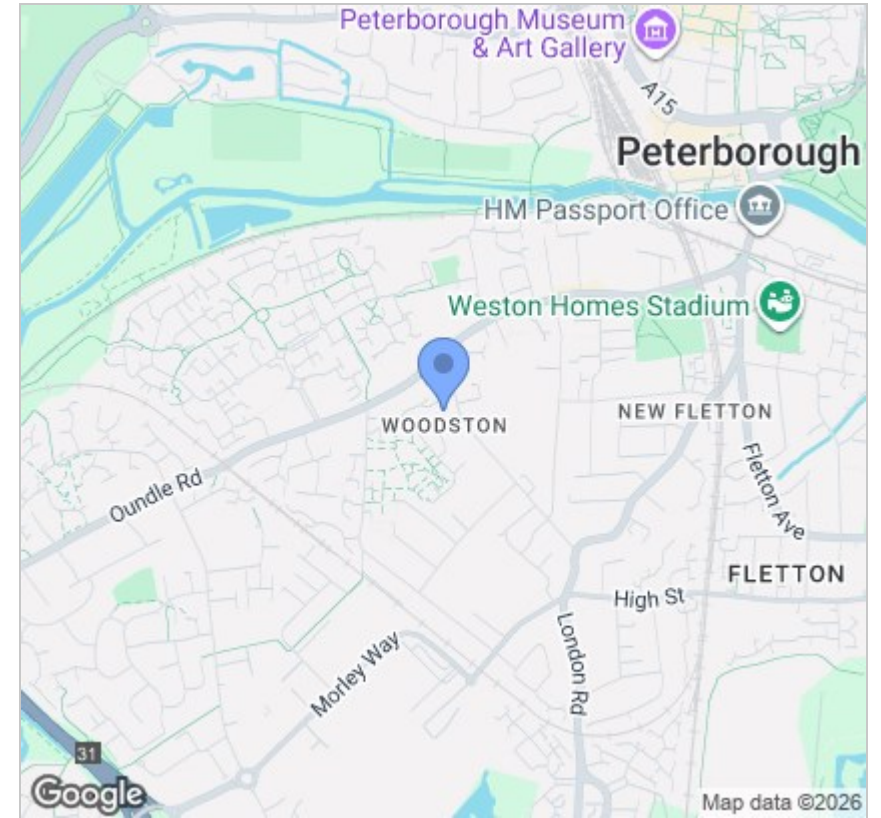 Peterborough Museum
& Art Gallery
A15
Peterborough
HM Passport Office
Weston Homes Stadium
WOODSTON
NEW FLETTON
Oundle Rd
Fletton Ave
FLETTON
High St
London Rd
Morley Way
31
Google
Map data ©2026